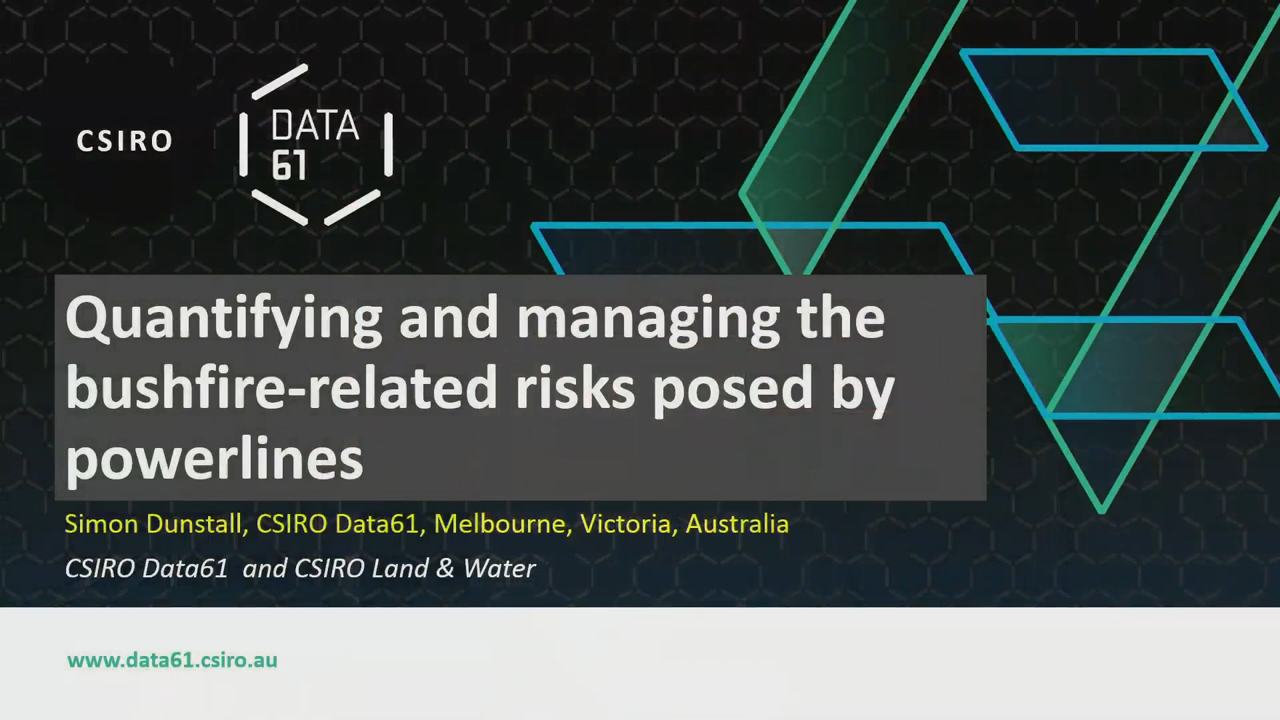 CSIRO
DATA
61
Quantifying and managing the
bushfire-related risks posed by
powerlines
Simon Dunstall, CSIRO Data61, Melbourne, Victoria, Australia
CSIRO Data61 and CSIRO Land & Water
www.data61.csiro.au